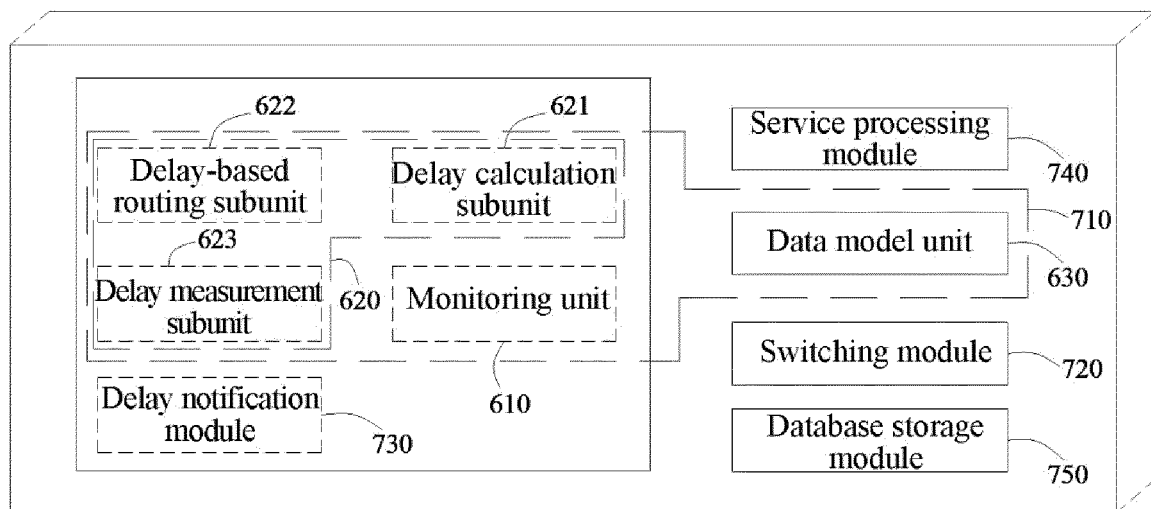 622
621
Service processing
module
740
Delay-based
routing subunit
Delay calculation
subunit
710
Data model unit
630
623
620
Delay measurement
subunit
Monitoring unit
Switching module
720
610
Delay notification
module
730
Database storage
module
750